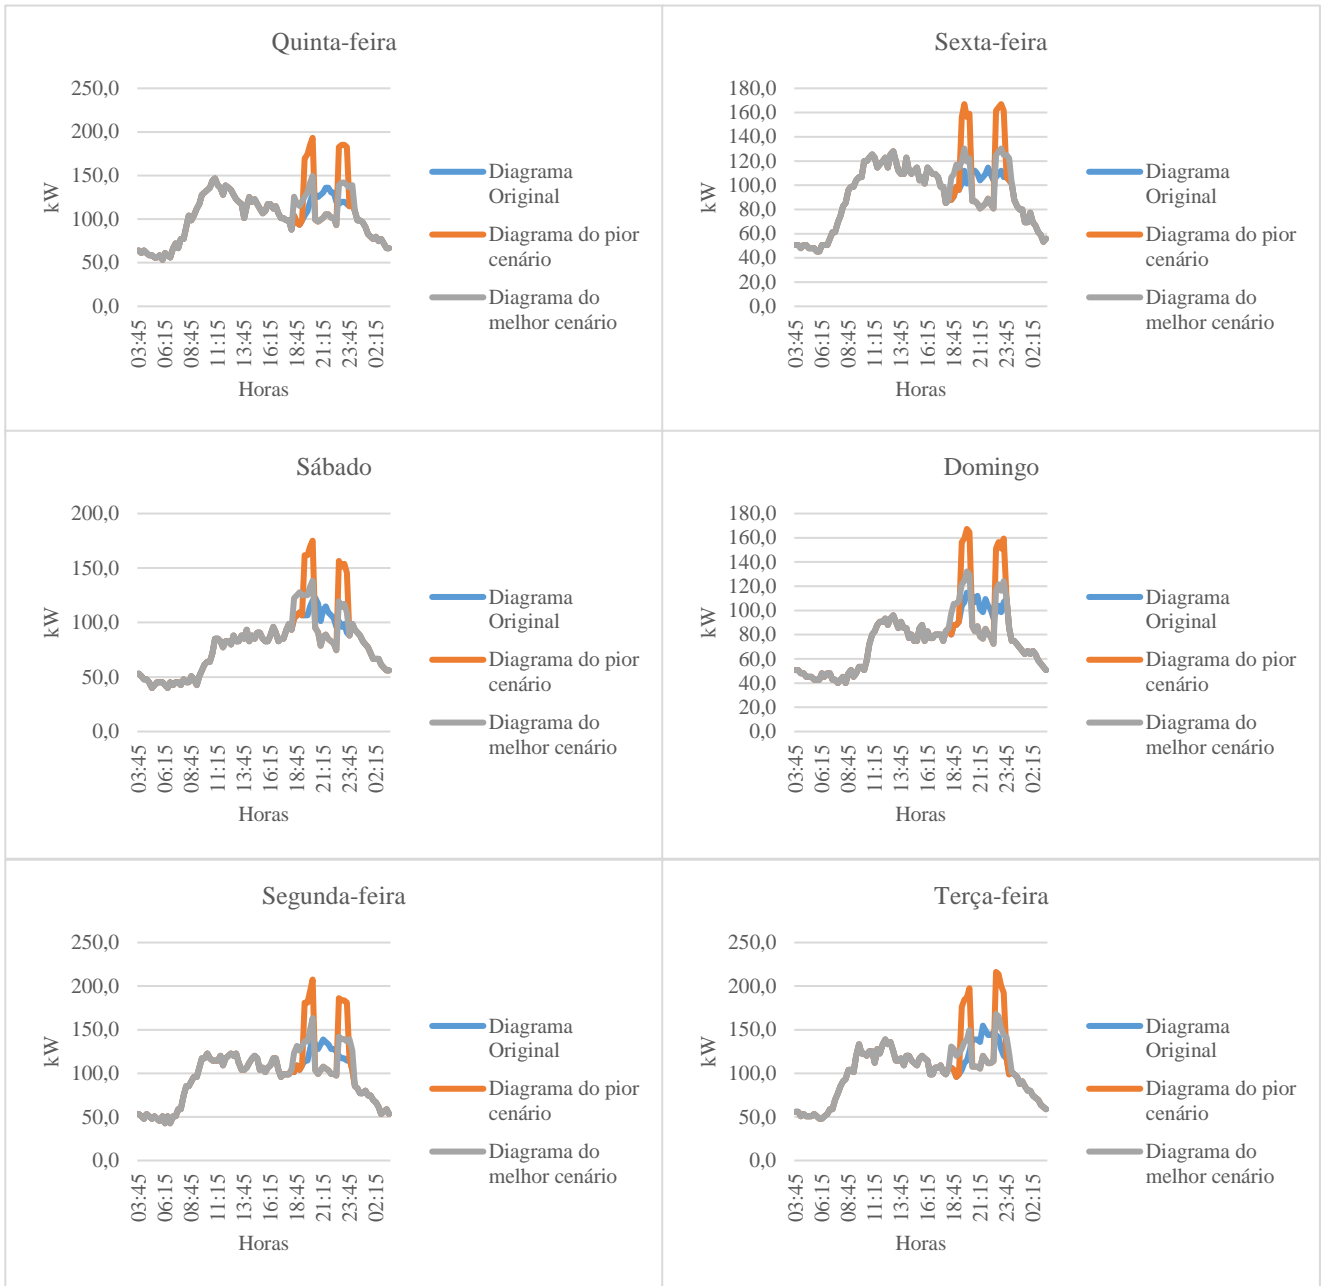 Quinta-feira
250,0
200,0
150,0
100,0
50,0
0,0
kW
03:45
06:15
08:45
11:15
13:45
16:15
18:45
21:15
23:45
02:15
Horas
Diagrama
Original
Diagrama do pior
cenário
Diagrama do
melhor cenário
Sexta-feira
180,0
160,0
140,0
120,0
100,0
80,0
60,0
40,0
20,0
0,0
kW
03:45
06:15
08:45
11:15
13:45
16:15
18:45
21:15
23:45
02:15
Horas
Diagrama
Original
Diagrama do pior
cenário
Diagrama do
melhor cenário
Sábado
200,0
150,0
100,0
50,0
0,0
kW
03:45
06:15
08:45
11:15
13:45
16:15
18:45
21:15
23:45
02:15
Horas
Diagrama
Original
Diagrama do pior
cenário
Diagrama do
melhor cenário
Domingo
180,0
160,0
140,0
120,0
100,0
80,0
60,0
40,0
20,0
0,0
kW
03:45
06:15
08:45
11:15
13:45
16:15
18:45
21:15
23:45
02:15
Horas
Diagrama
Original
Diagrama do pior
cenário
Diagrama do
melhor cenário
Segunda-feira
250,0
200,0
150,0
100,0
50,0
0,0
kW
03:45
06:15
08:45
11:15
13:45
16:15
18:45
21:15
23:45
02:15
Horas
Diagrama
Original
Diagrama do pior
cenário
Diagrama do
melhor cenário
Terça-feira
250,0
200,0
150,0
100,0
50,0
0,0
kW
03:45
06:15
08:45
11:15
13:45
16:15
18:45
21:15
23:45
02:15
Horas
Diagrama
Original
Diagrama do pior
cenário
Diagrama do
melhor cenário